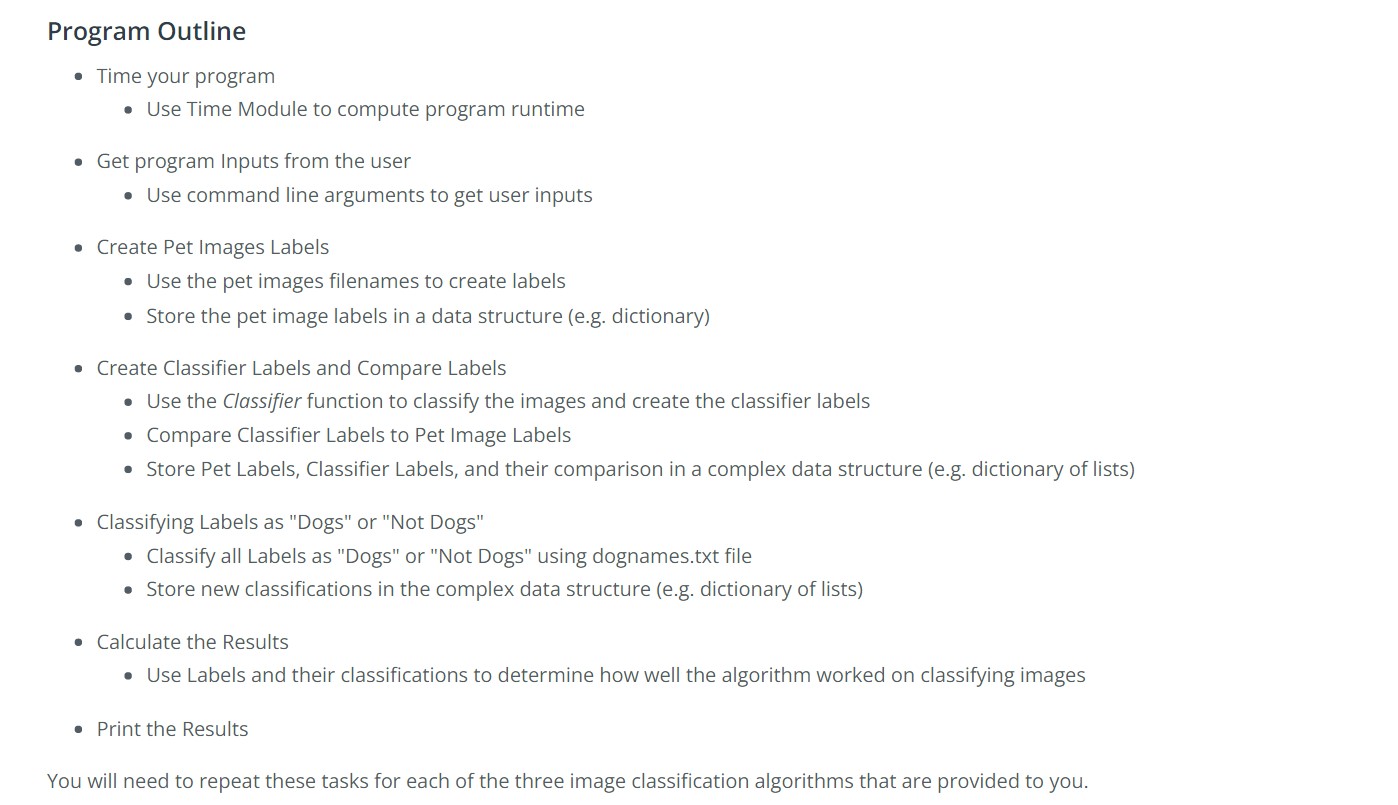 Program Outline
Time your program
Use Time Module to compute program runtime
Get program Inputs from the user
Use command line arguments to get user inputs
Create Pet Images Labels
Use the pet images filenames to create labels
Store the pet image labels in a data structure (e.g. dictionary)
Create Classifier Labels and Compare Labels
Use the Classifier function to classify the images and create the classifier labels
Compare Classifier Labels to Pet Image Labels
Store Pet Labels, Classifier Labels, and their comparison in a complex data structure (e.g. dictionary of lists)
Classifying Labels as "Dogs" or "Not Dogs"
Classify all Labels as "Dogs" or "Not Dogs" using dognames.txt file
Store new classifications in the complex data structure (e.g. dictionary of lists)
Calculate the Results
Use Labels and their classifications to determine how well the algorithm worked on classifying images
Print the Results
You will need to repeat these tasks for each of the three image classification algorithms that are provided to you.